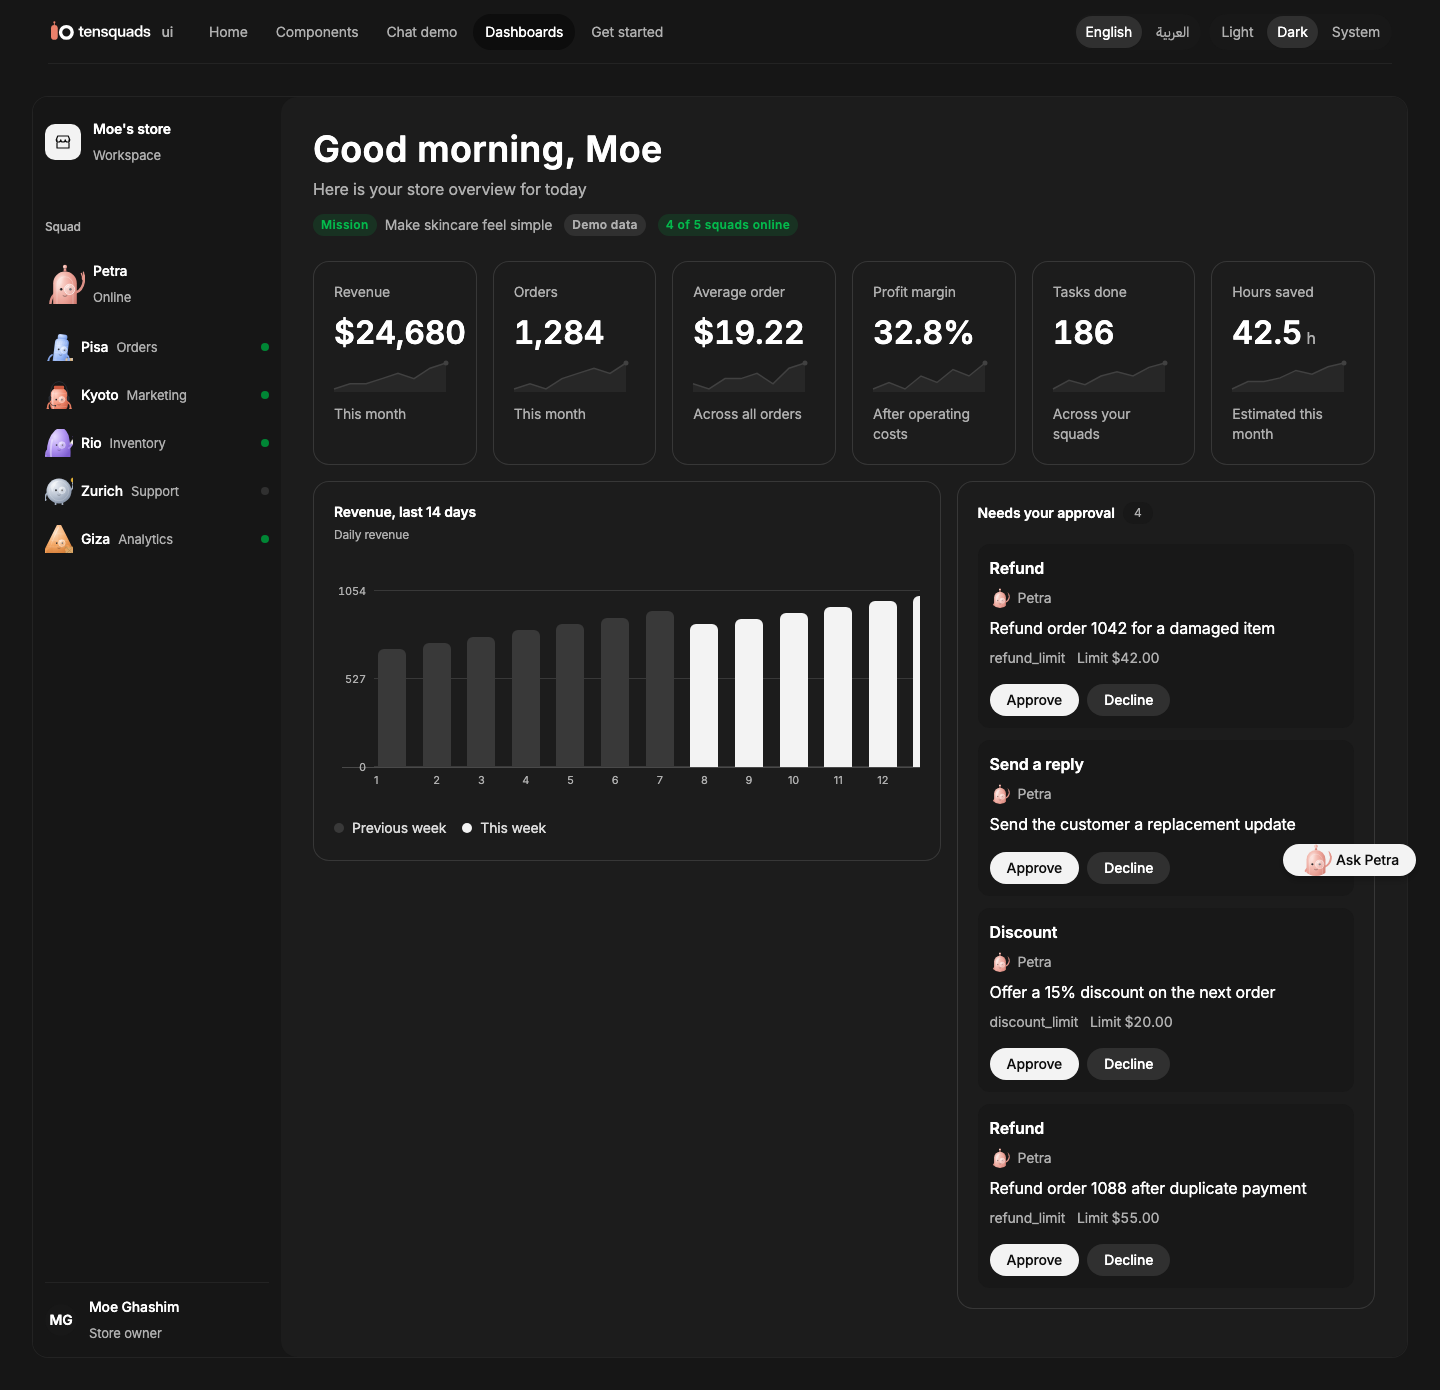 tensquads ui
Home
Components
Chat demo
Dashboards
Get started
English
العربية
Light
Dark
System
Moe's store
Workspace
Squad
Petra
Online
Pisa Orders
Kyoto Marketing
Rio Inventory
Zurich Support
Giza Analytics
MG
Moe Ghashim
Store owner
Good morning, Moe
Here is your store overview for today
Mission Make skincare feel simple Demo data 4 of 5 squads online
Revenue
$24,680
This month
Orders
1,284
This month
Average order
$19.22
Across all orders
Profit margin
32.8%
After operating
costs
Tasks done
186
Across your
squads
Hours saved
42.5 h
Estimated this
month
Revenue, last 14 days
Daily revenue
1054
527
0
1 2 3 4 5 6 7 8 9 10 11 12
Previous week This week
Needs your approval 4
Refund
Petra
Refund order 1042 for a damaged item
refund_limit Limit $42.00
Approve Decline
Send a reply
Petra
Send the customer a replacement update
Approve Decline
Ask Petra
Discount
Petra
Offer a 15% discount on the next order
discount_limit Limit $20.00
Approve Decline
Refund
Petra
Refund order 1088 after duplicate payment
refund_limit Limit $55.00
Approve Decline